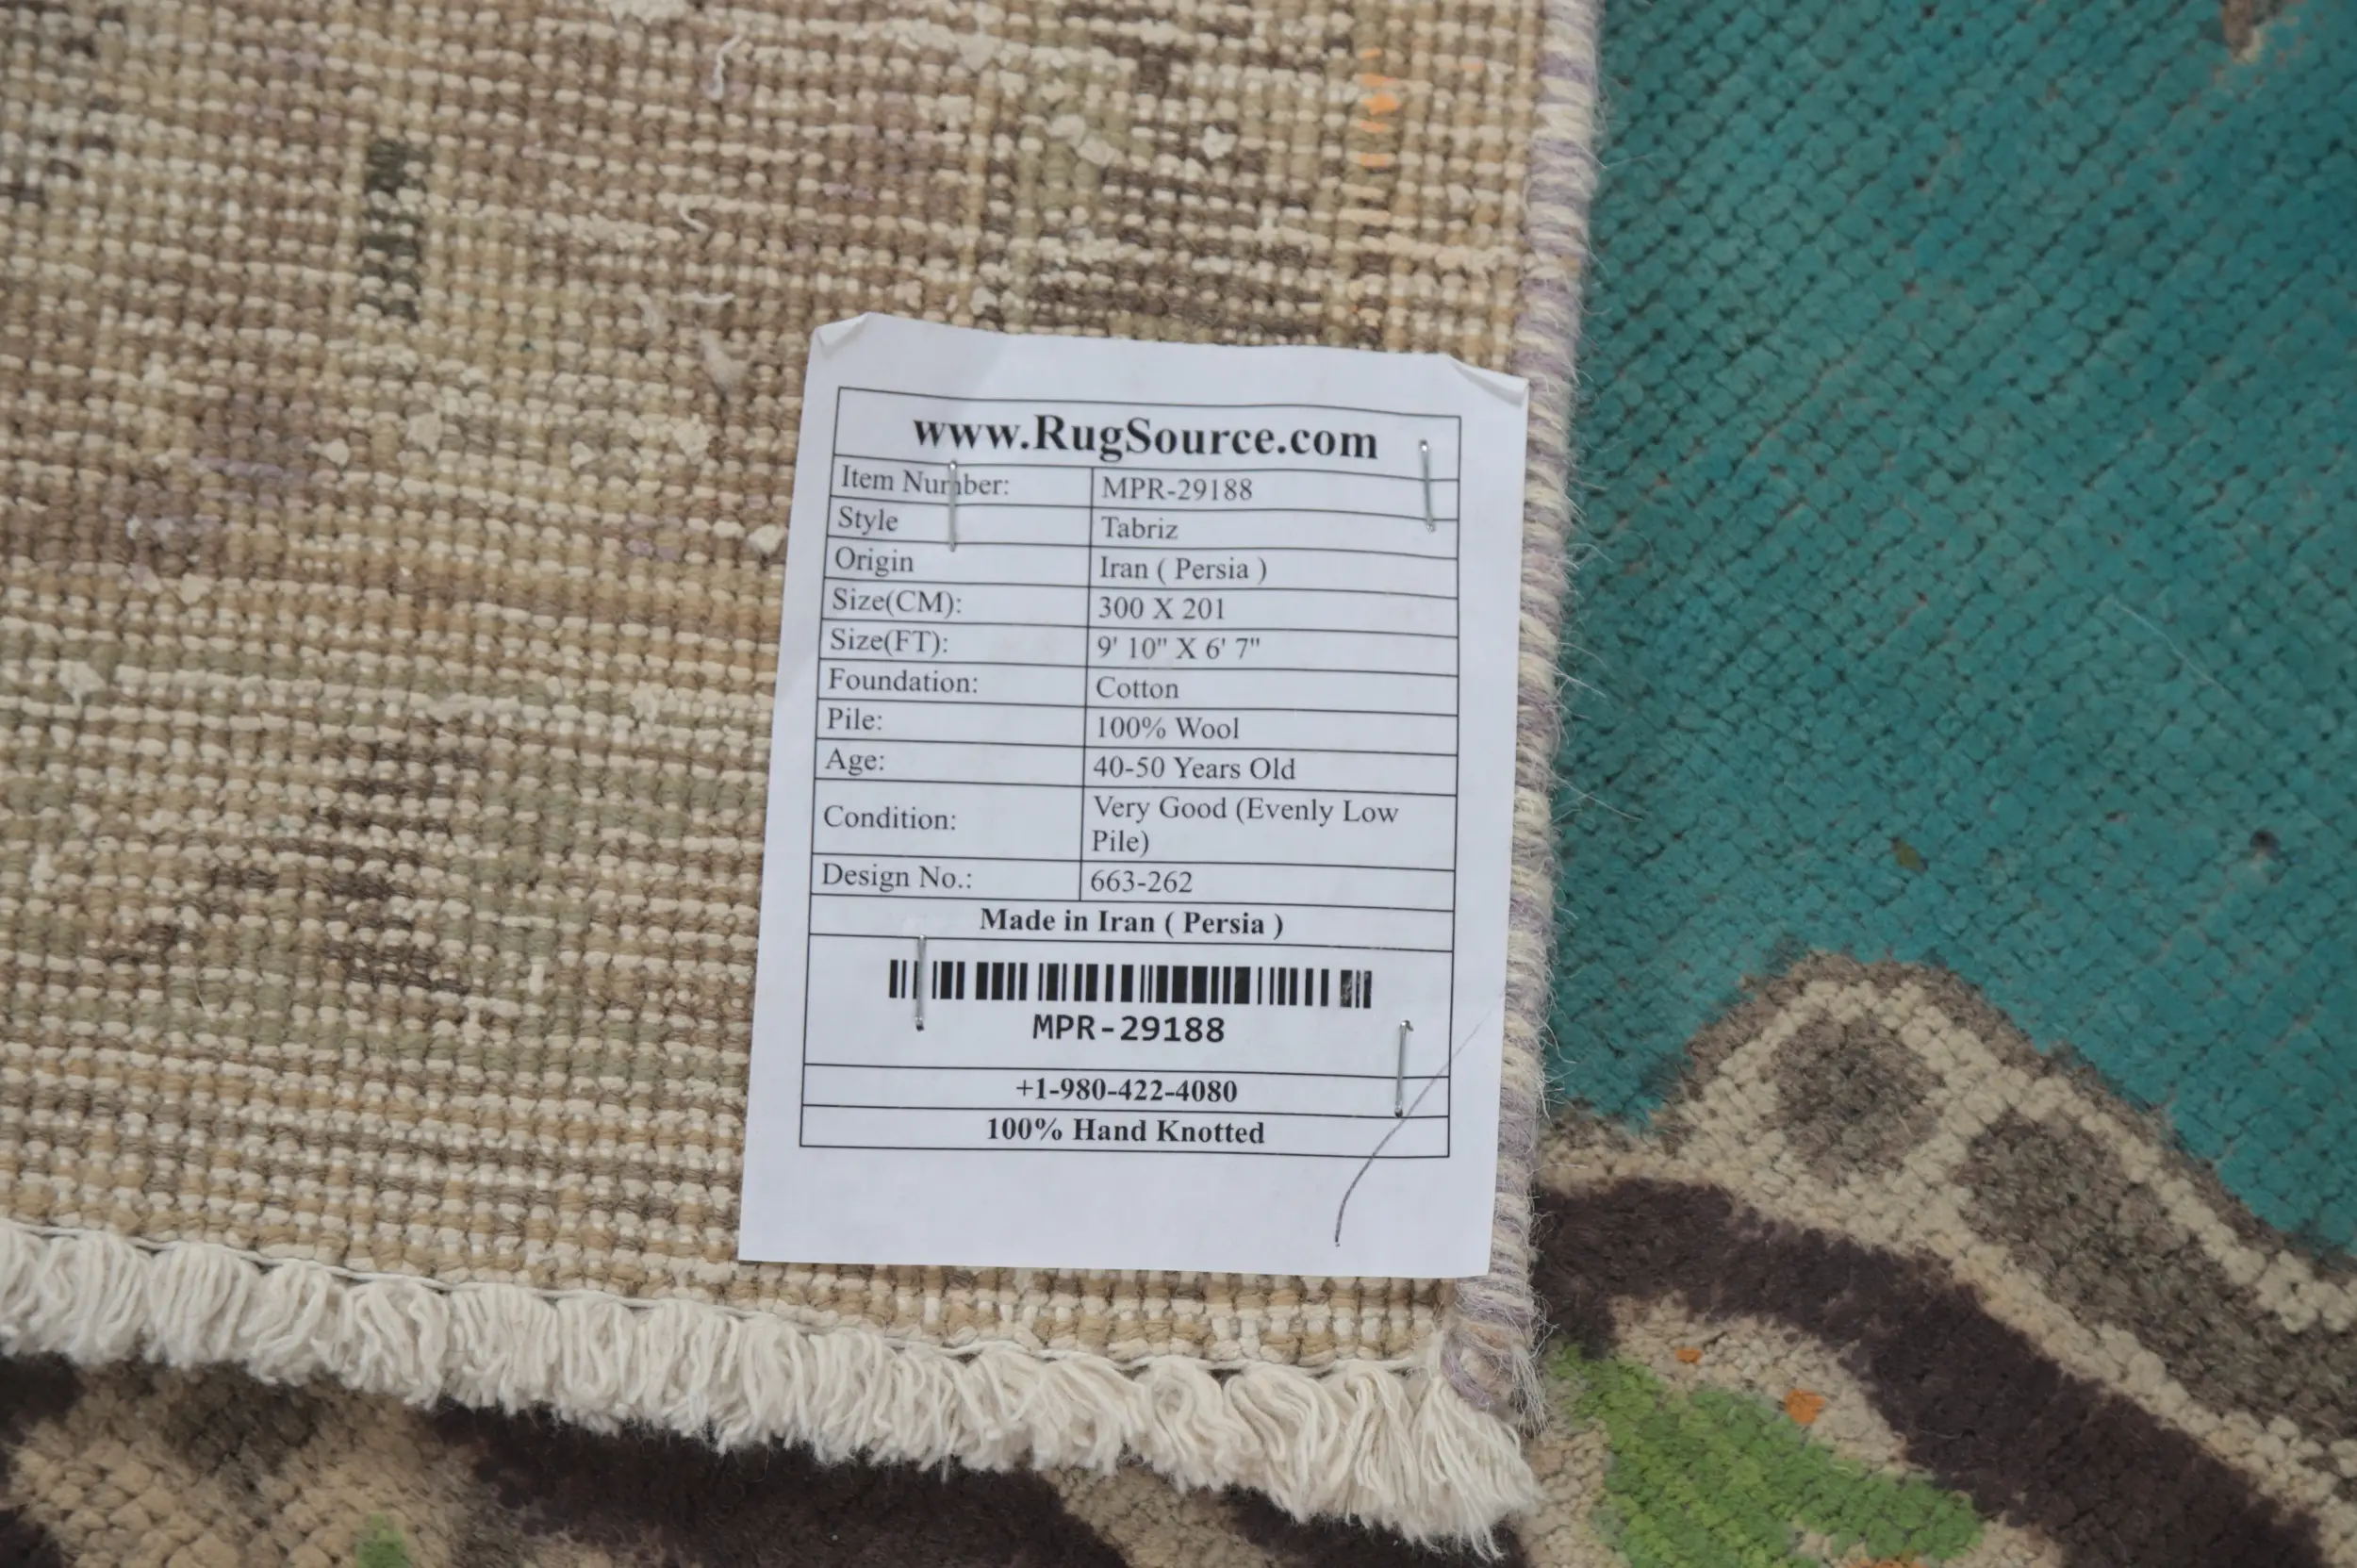 www.RugSource.com
Item Number: MPR-29188
Style Tabriz
Origin Iran ( Persia )
Size(CM): 300 X 201
Size(FT): 9' 10" X 6' 7"
Foundation: Cotton
Pile: 100% Wool
Age: 40-50 Years Old
Condition: Very Good (Evenly Low
Pile)
Design No.: 663-262
Made in Iran ( Persia )
MPR-29188
+1-980-422-4080
100% Hand Knotted